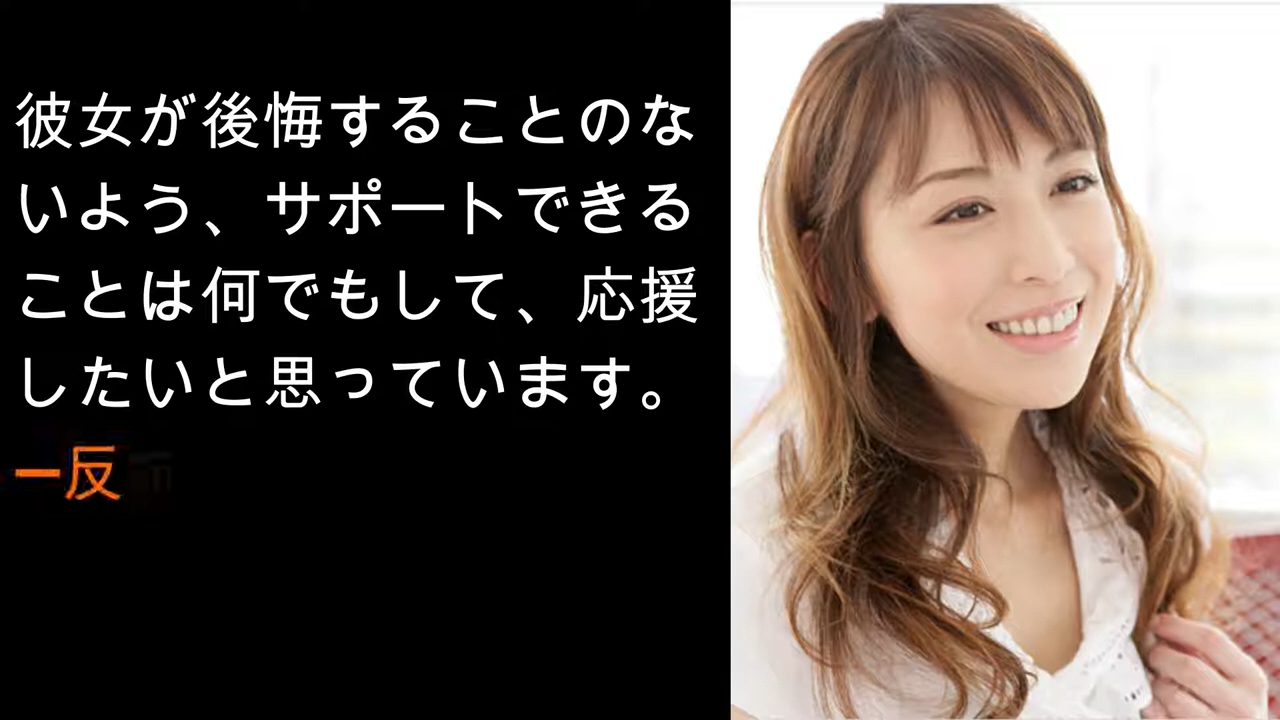 彼女が後悔することのな
いよう、サポートできる
ことは何でもして、応援
したいと思っています。
一反